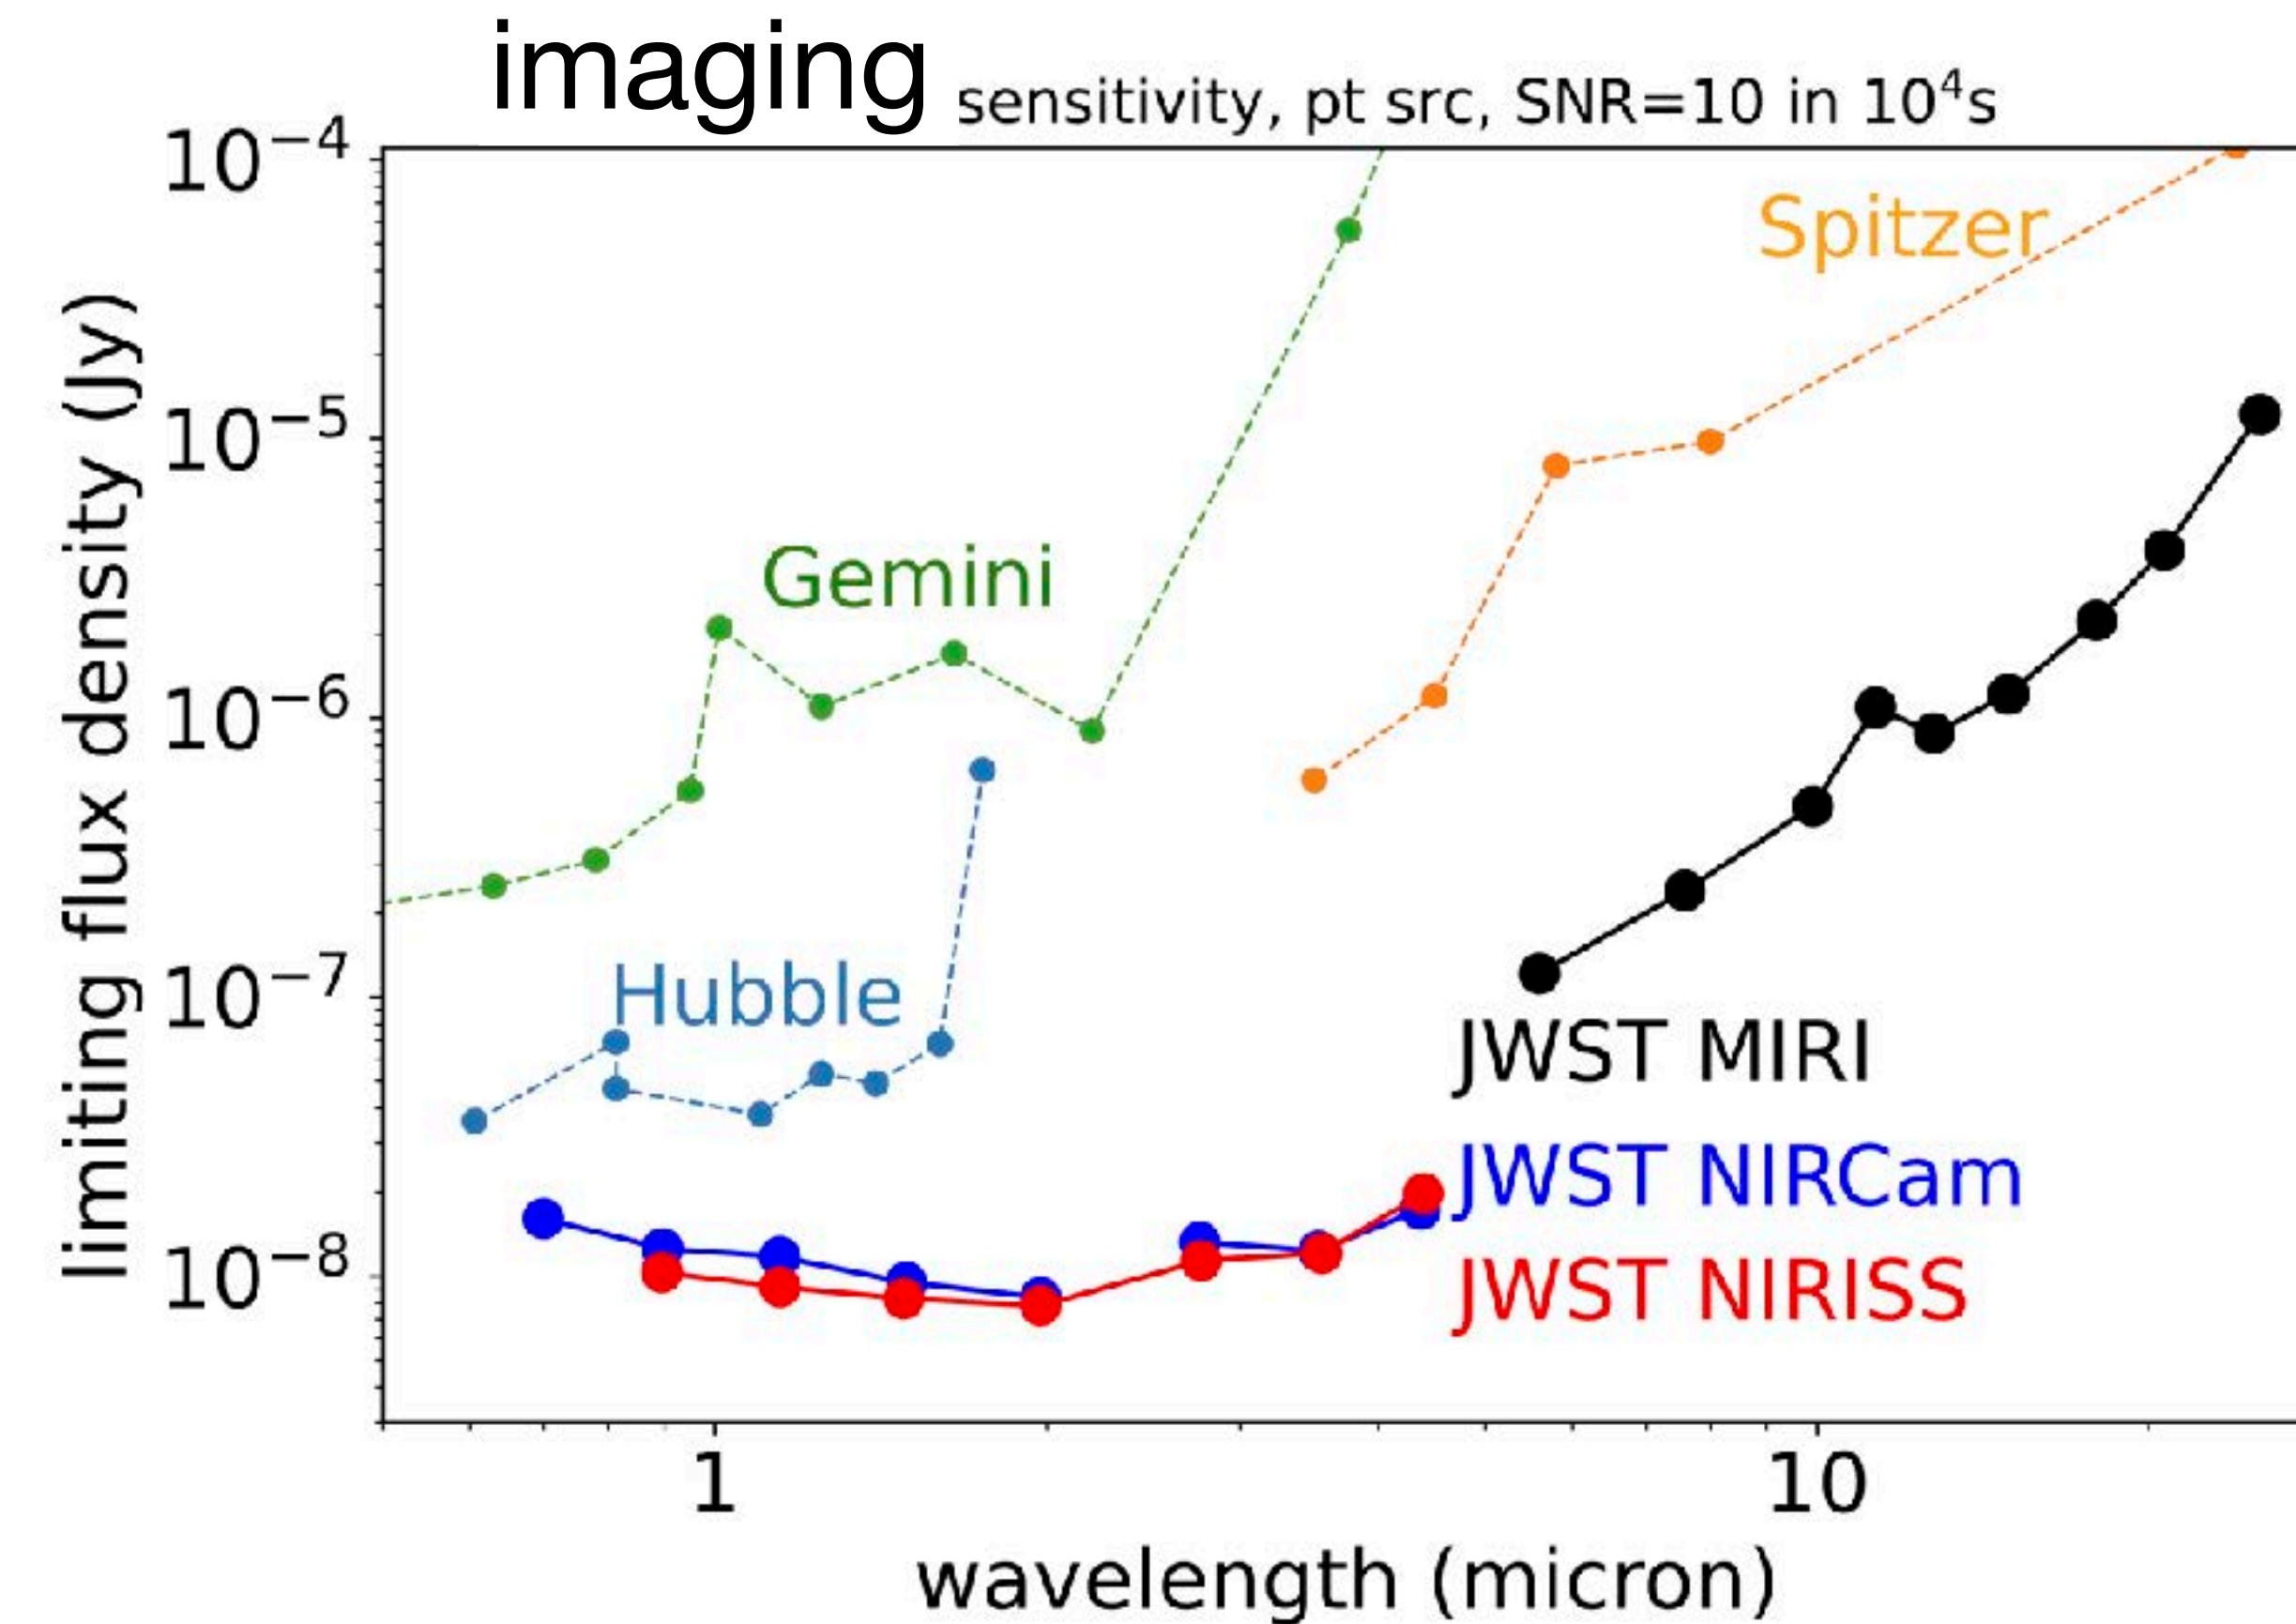 imaging sensitivity, pt src, SNR=10 in 10⁴s
10⁻⁴
Spitzer
limiting flux density (Jy)
10⁻⁵
Gemini
10⁻⁶
10⁻⁷
Hubble
JWST MIRI
JWST NIRCam
10⁻⁸
JWST NIRISS
1 10
wavelength (micron)